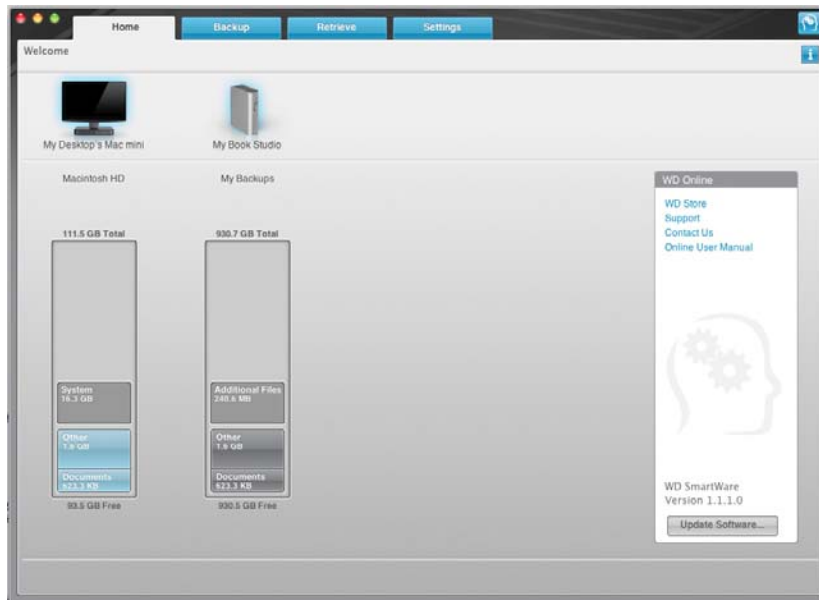 Home
Backup
Retrieve
Settings
Welcome
My Desktop's Mac mini
My Book Studio
Macintosh HD
My Backups
111.5 GB Total
930.7 GB Total
System
16.3 GB
Additional Files
240.6 MB
Other
1.6 GB
Other
1.6 GB
Documents
623.3 KB
Documents
623.3 KB
93.5 GB Free
930.5 GB Free
WD Online
WD Store
Support
Contact Us
Online User Manual
WD SmartWare
Version 1.1.1.0
Update Software...